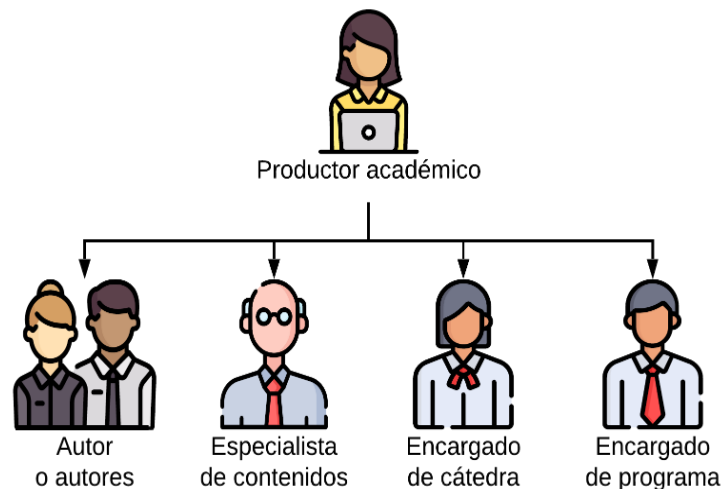 Productor académico
Autor
o autores
Especialista
de contenidos
Encargado
de cátedra
Encargado
de programa